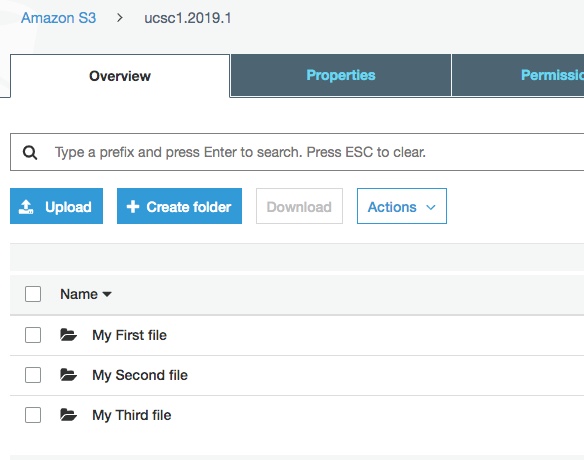 Amazon S3 > ucsc1.2019.1
Overview Properties Permissio
Type a prefix and press Enter to search. Press ESC to clear.
Upload + Create folder Download Actions
Name
My First file
My Second file
My Third file